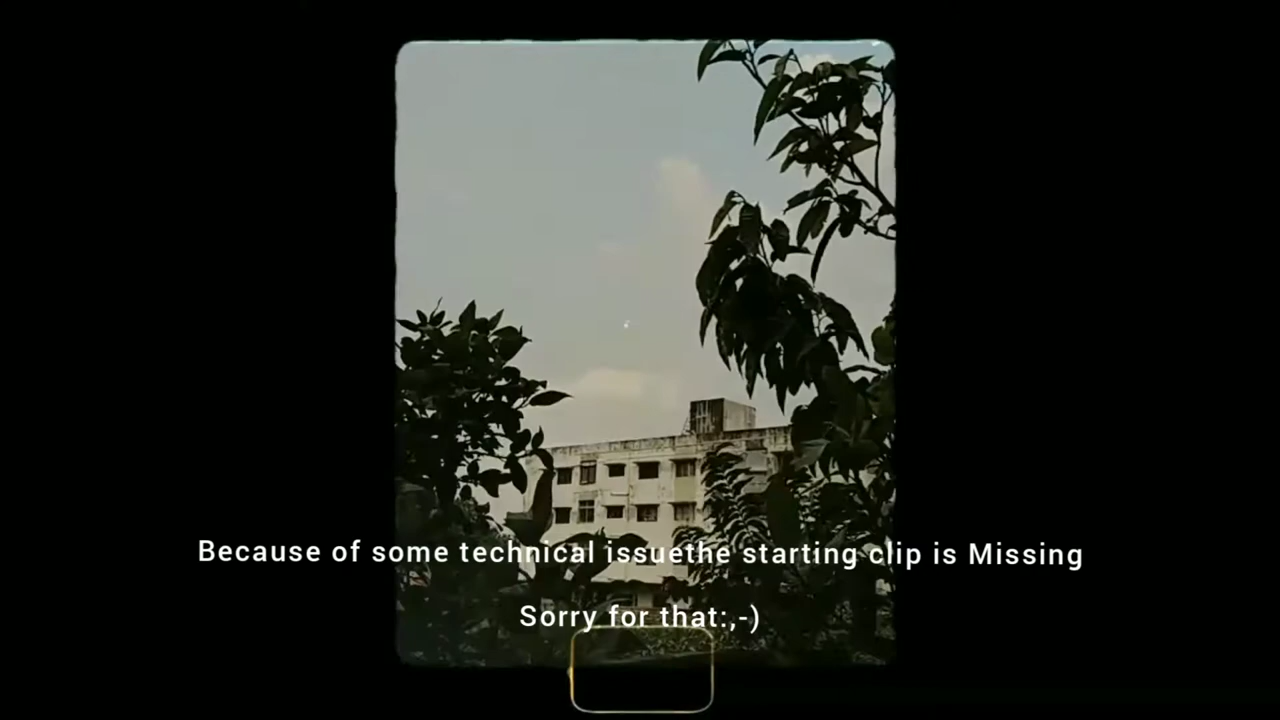 Because of some technical issuethe starting clip is Missing
Sorry for that:,-)